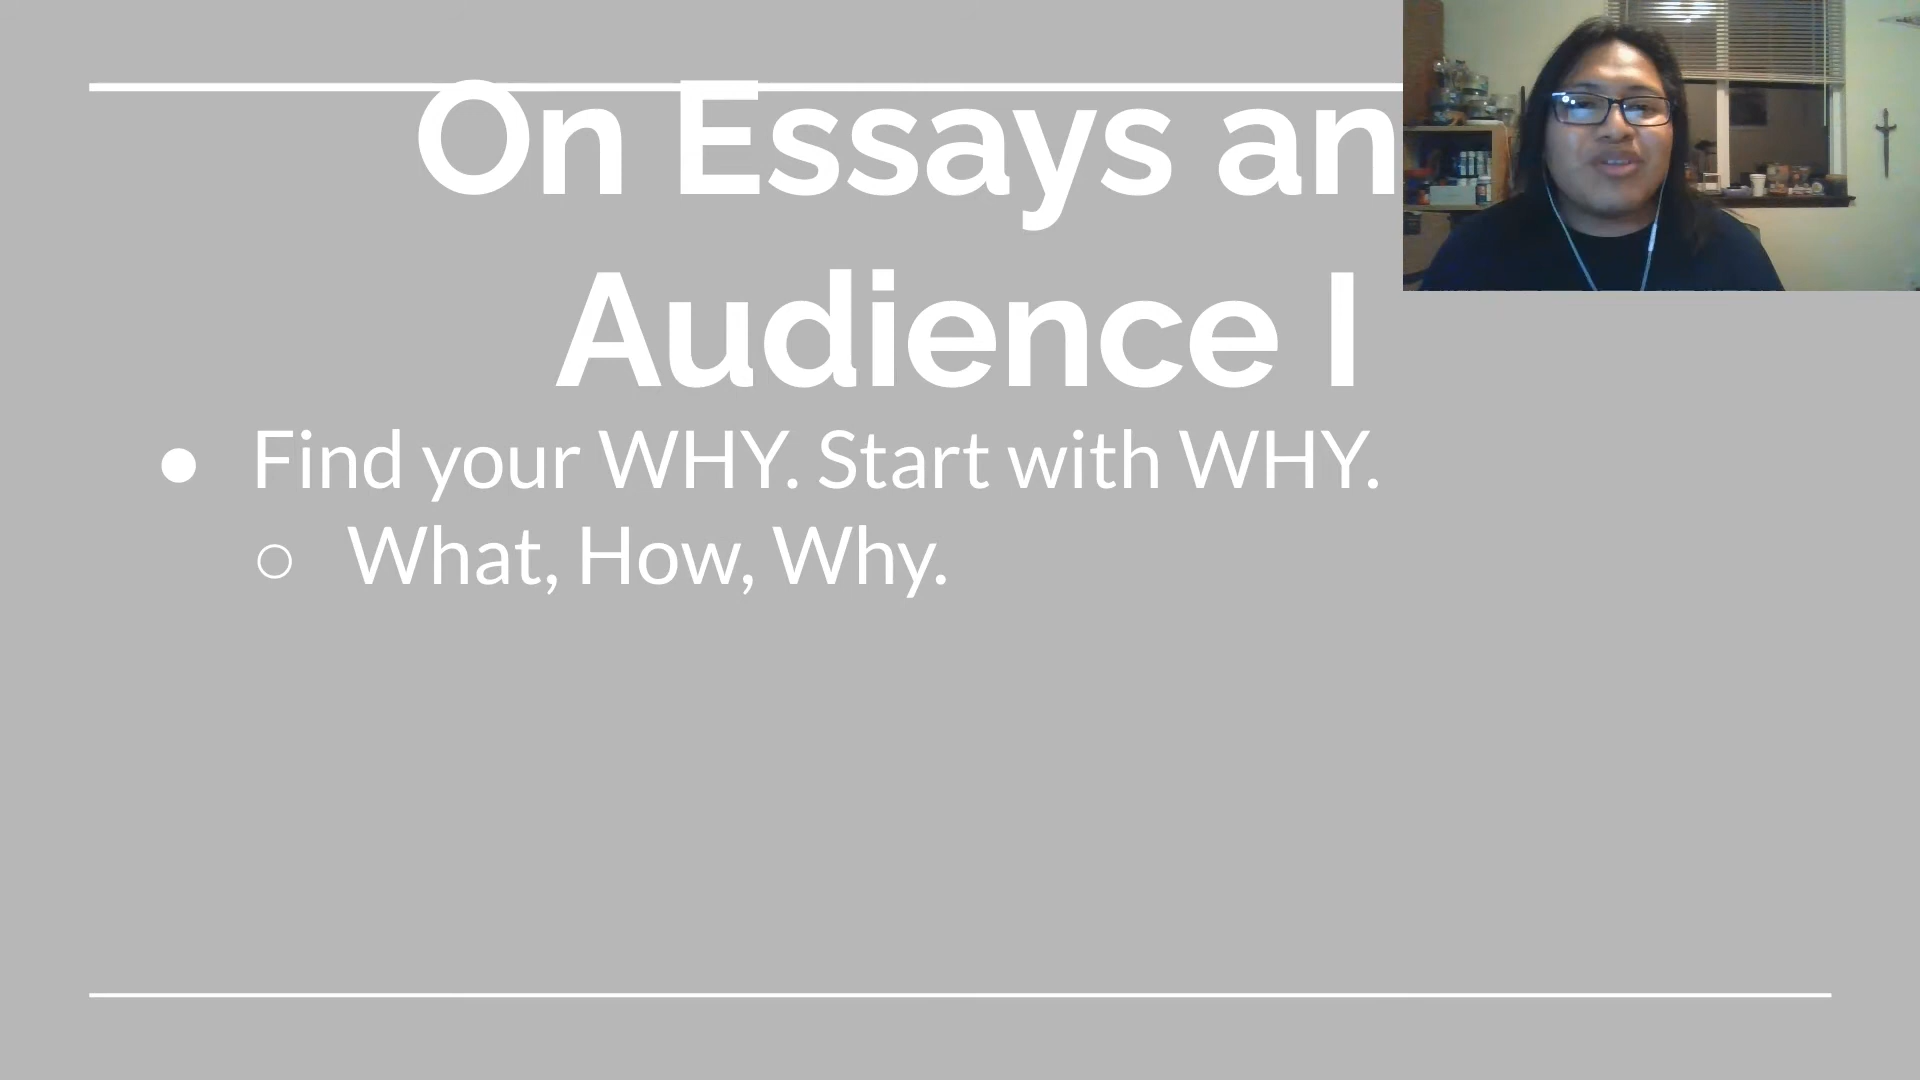 On Essays an
Audience I
● Find your WHY. Start with WHY.
○ What, How, Why.